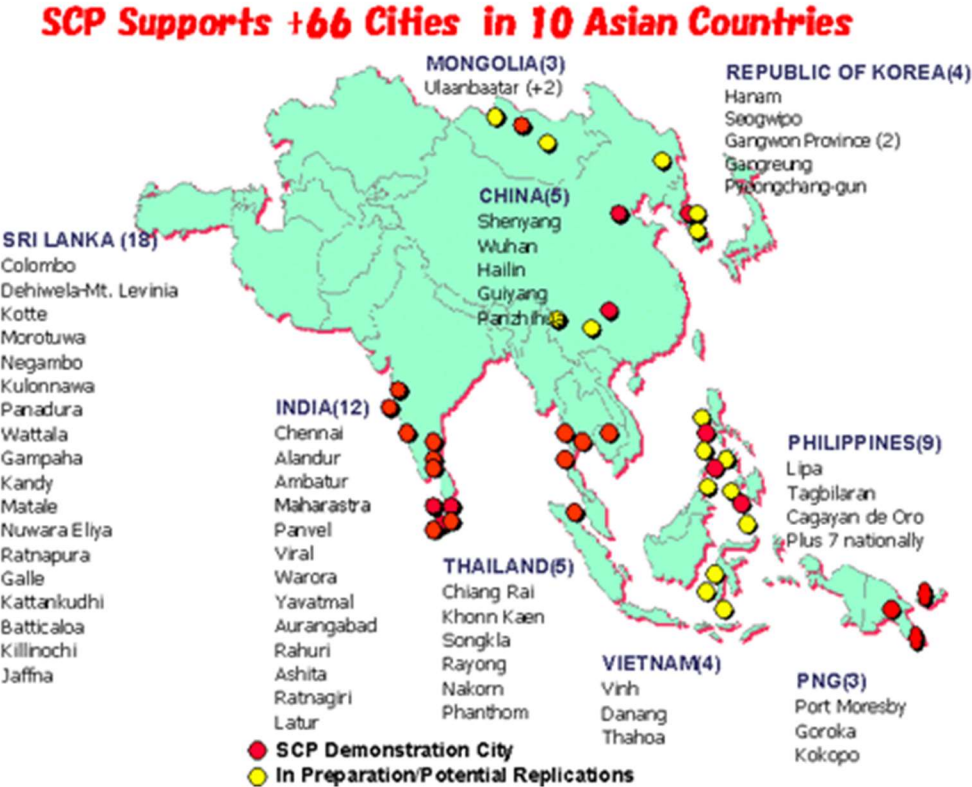 SCP Supports +66 Cities in 10 Asian Countries
MONGOLIA(3)
Ulaanbaatar (+2)
REPUBLIC OF KOREA(4)
Hanam
Seogwipo
Gangwon Province (2)
Gangreung
Pyeongchang-gun
CHINA(5)
Shenyang
Wuhan
Hailin
Guiyang
Panzhihua
SRI LANKA (18)
Colombo
Dehiwela-Mt. Levinia
Kotte
Morotuwa
Negambo
Kulonnawa
Panadura
Wattala
Gampaha
Kandy
Matale
Nuwara Eliya
Ratnapura
Galle
Kattankudhi
Batticaloa
Killinochi
Jaffna
INDIA(12)
Chennai
Alandur
Ambatur
Maharastra
Panvel
Viral
Warora
Yavatmal
Aurangabad
Rahuri
Ashita
Ratnagiri
Latur
THAILAND(5)
Chiang Rai
Khonn Kaen
Songkla
Rayong
Nakorn
Phanthom
PHILIPPINES(9)
Lipa
Tagbilaran
Cagayan de Oro
Plus 7 nationally
VIETNAM(4)
Vinh
Danang
Thahoa
PNG(3)
Port Moresby
Goroka
Kokopo
SCP Demonstration City
In Preparation/Potential Replications